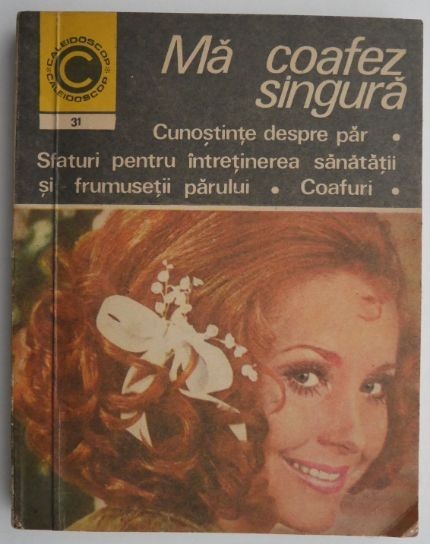 CALEIDOSCOP
C
CALEIDOSCOP
31
Mă coafez
singură
Cunoștințe despre păr •
Sfaturi pentru întreținerea sănătății
și frumuseții părului • Coafuri •